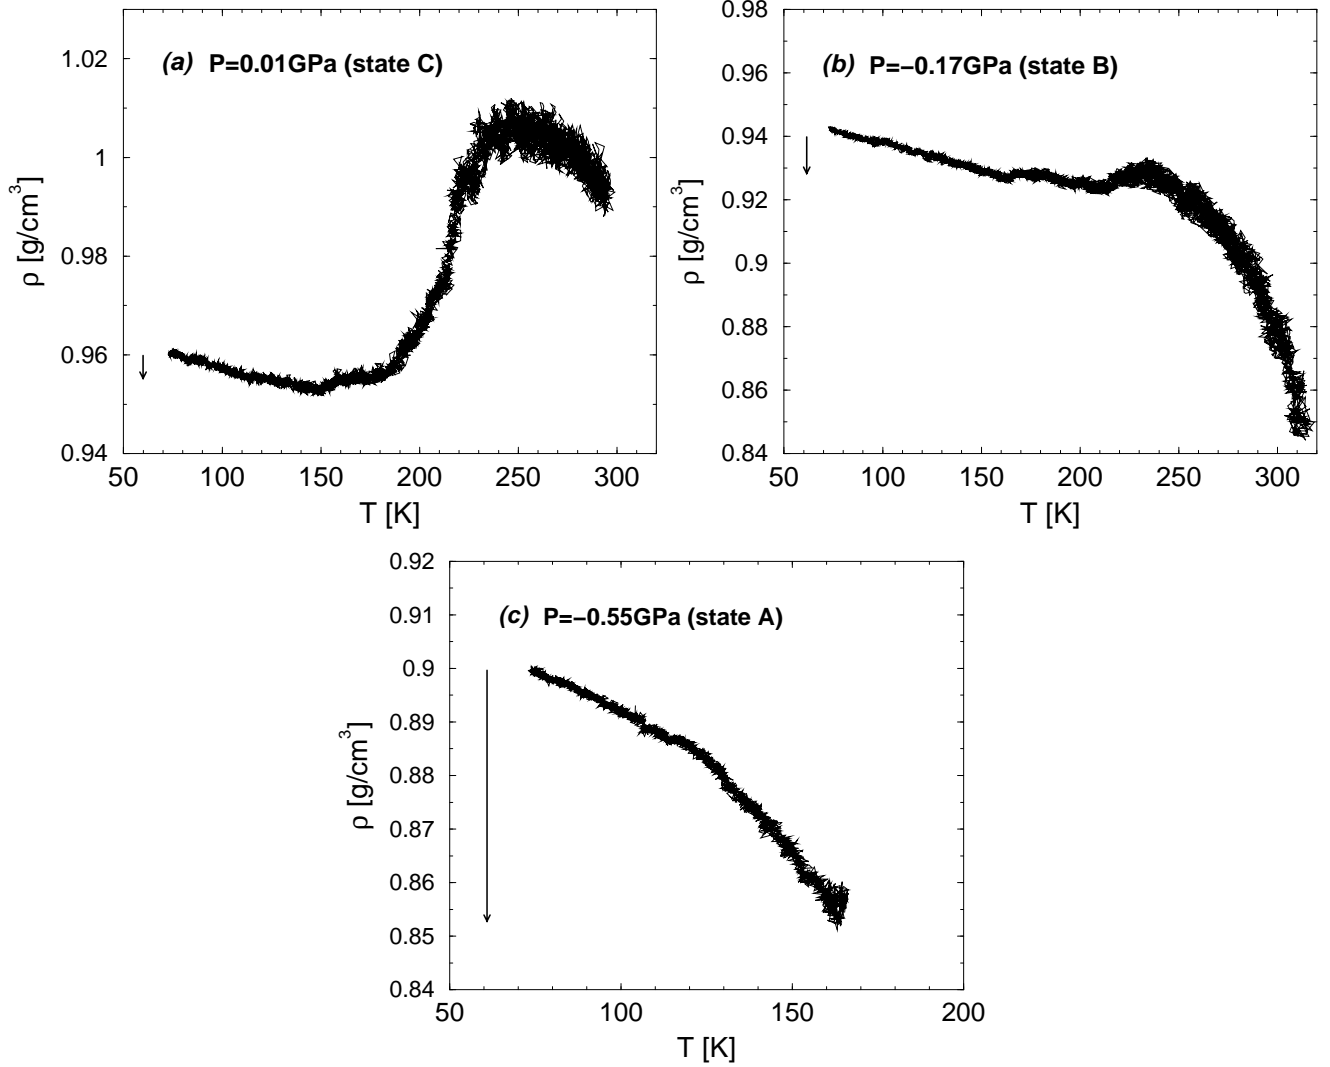 (a) P=0.01GPa (state C)
1.02
1
0.98
0.96
0.94
ρ [g/cm³]
50 100 150 200 250 300
T [K]
(b) P=−0.17GPa (state B)
0.98
0.96
0.94
0.92
0.9
0.88
0.86
0.84
ρ [g/cm³]
50 100 150 200 250 300
T [K]
(c) P=−0.55GPa (state A)
0.92
0.91
0.9
0.89
0.88
0.87
0.86
0.85
0.84
ρ [g/cm³]
50 100 150 200
T [K]